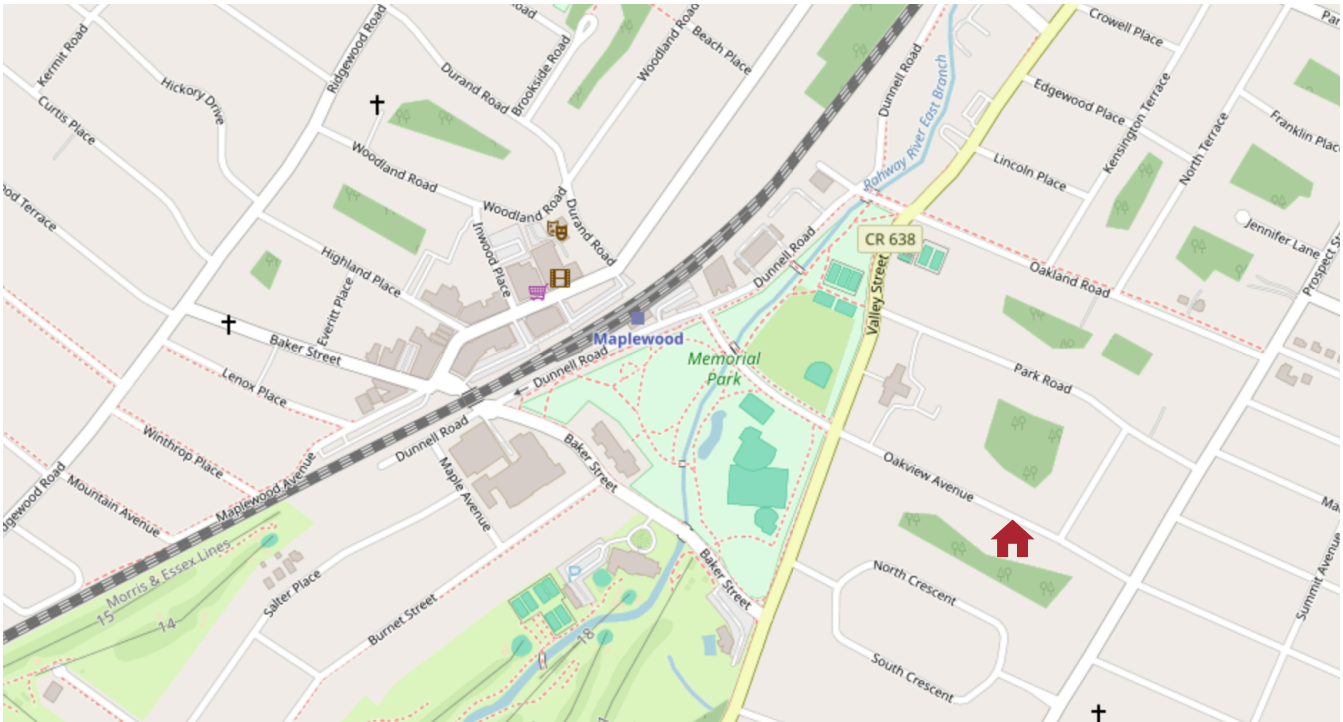 Kermit Road
Ridgewood Road
Road
Beach Place
Crowell Place
Par
Hickory Drive
Durand Road
Brookside Road
Woodland Road
Dunnell Road
Rahway River East Branch
Edgewood Place
Kensington Terrace
North Terrace
Franklin Place
Curtis Place
Woodland Road
Lincoln Place
ood Terrace
Woodland Road
Durand Road
Inwood Place
Highland Place
Everitt Place
Dunnell Road
CR 638
Valley Street
Oakland Road
Jennifer Lane
Prospect St
Baker Street
Maplewood
Dunnell Road
Memorial
Park
Park Road
Lenox Place
Winthrop Place
Maplewood Avenue
Dunnell Road
Maple Avenue
Baker Street
Oakview Avenue
dgewood Road
Mountain Avenue
Ma
Morris & Essex Lines
15
14
Salter Place
Burnet Street
P
18
Baker Street
North Crescent
South Crescent
Summit Avenue